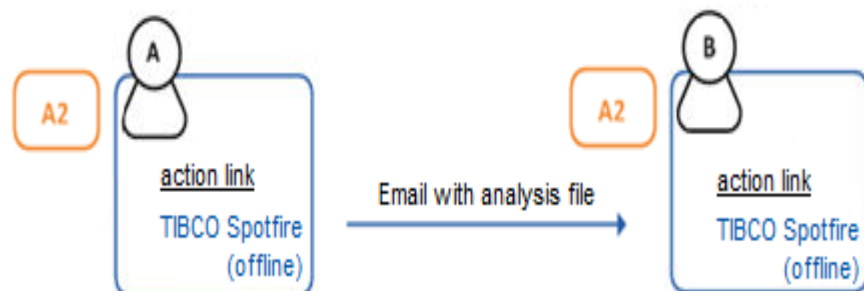 A
A2
action link
TIBCO Spotfire
(offline)
Email with analysis file
B
A2
action link
TIBCO Spotfire
(offline)